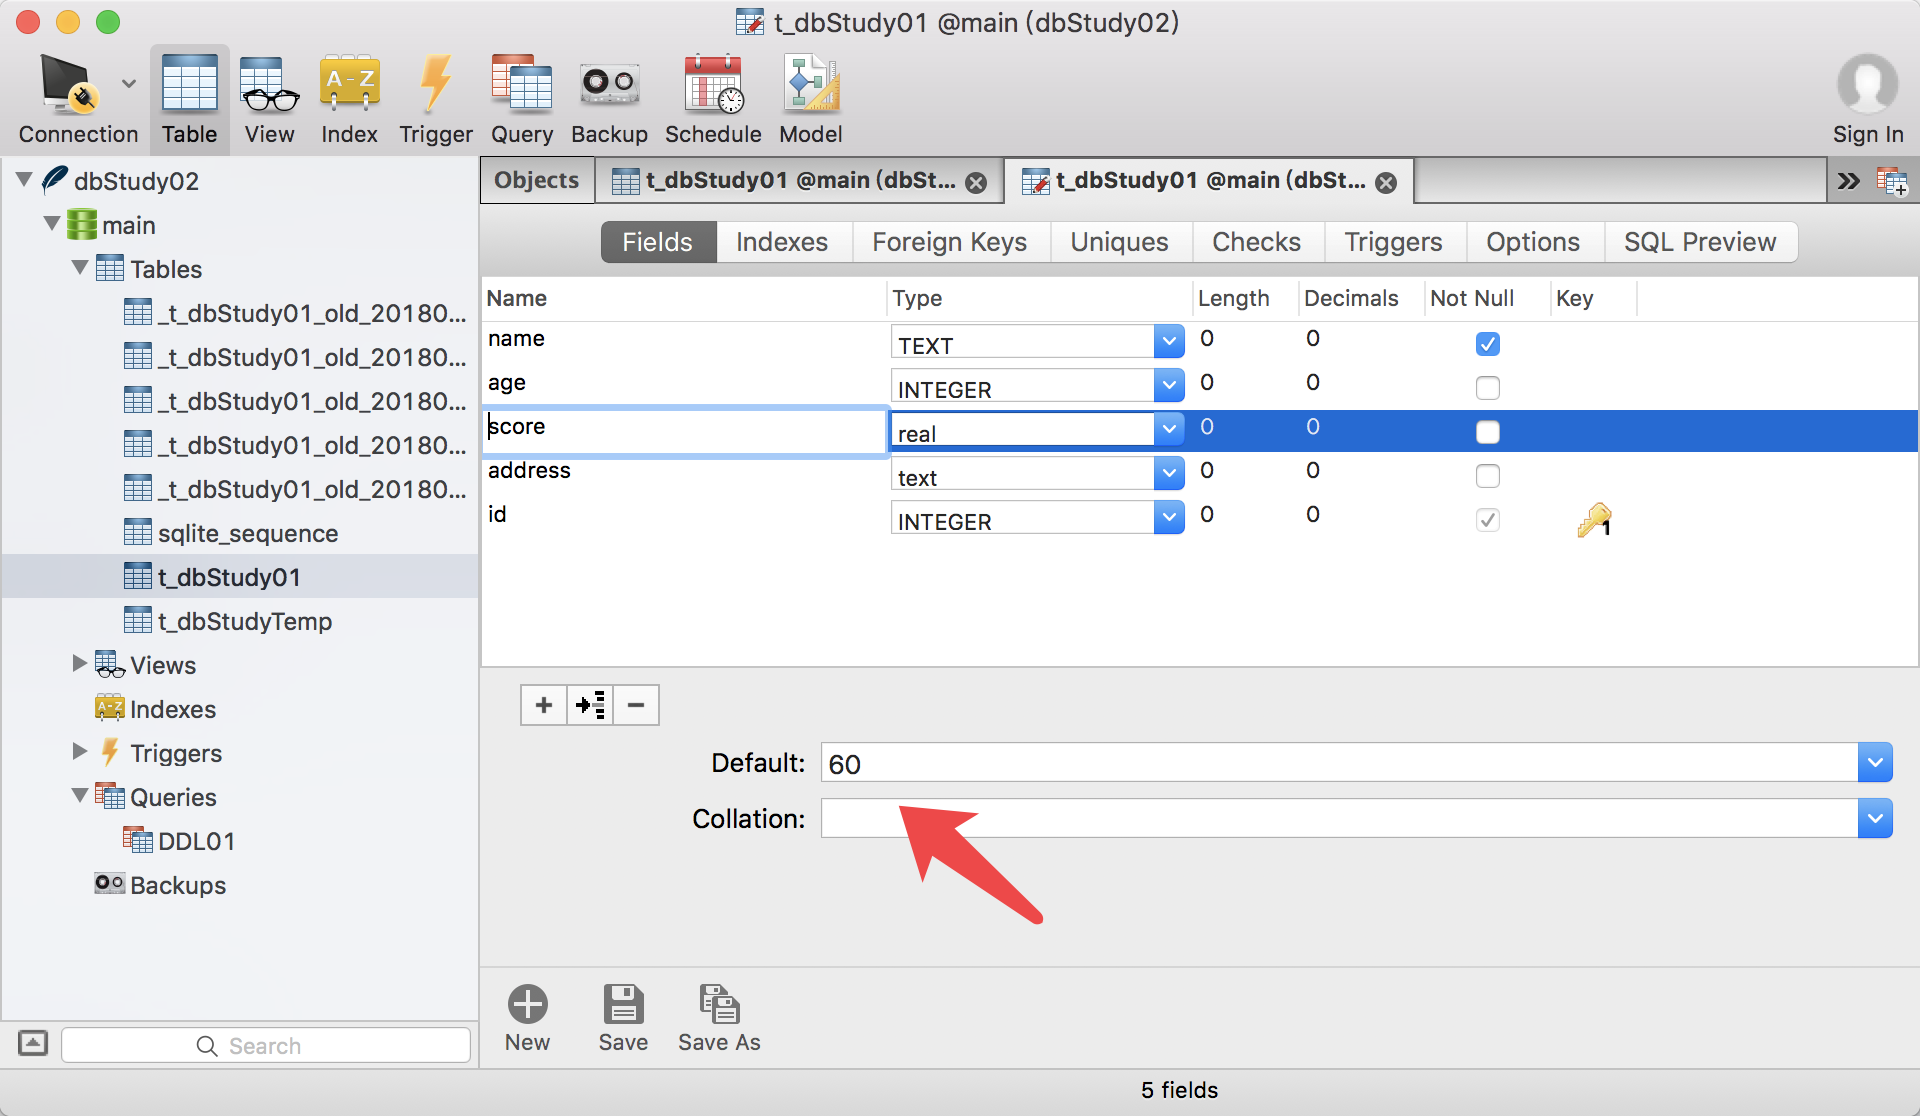 t_dbStudy01 @main (dbStudy02)
Connection
Table
View
A-Z
Index
Trigger
Query
Backup
Schedule
Model
Sign In
dbStudy02
main
Tables
_t_dbStudy01_old_20180...
_t_dbStudy01_old_20180...
_t_dbStudy01_old_20180...
_t_dbStudy01_old_20180...
_t_dbStudy01_old_20180...
sqlite_sequence
t_dbStudy01
t_dbStudyTemp
Views
A-Z
Indexes
Triggers
Queries
DDL01
Backups
Search
Objects
t_dbStudy01 @main (dbSt...
t_dbStudy01 @main (dbSt...
Fields
Indexes
Foreign Keys
Uniques
Checks
Triggers
Options
SQL Preview
Name Type Length Decimals Not Null Key
name TEXT 0 0
age INTEGER 0 0
score real 0 0
address text 0 0
id INTEGER 0 0 1
Default: 60
Collation:
New
Save
Save As
5 fields